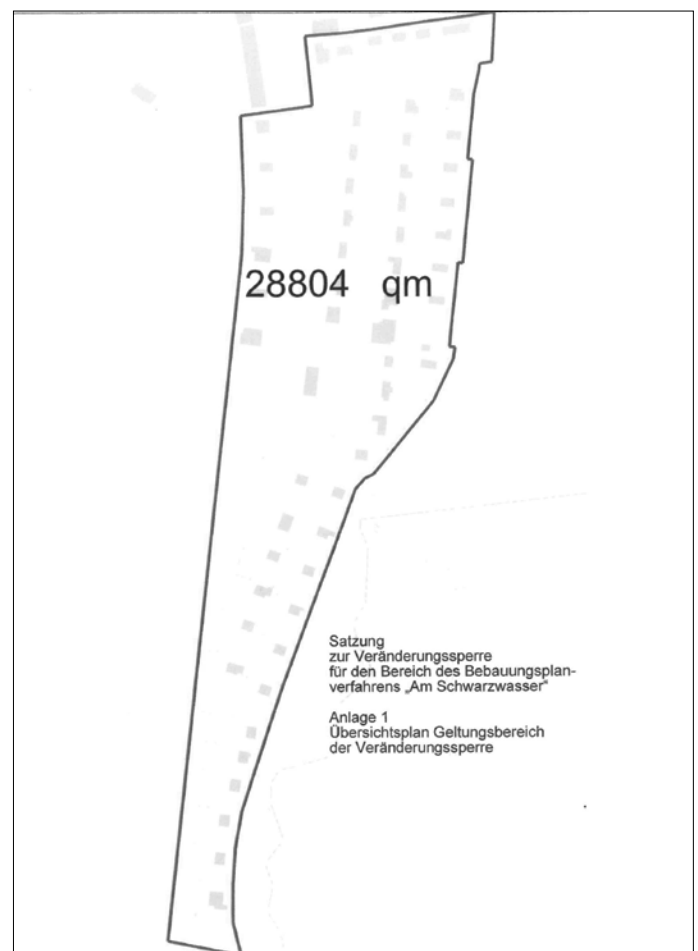 28804 qm
Satzung
zur Veränderungssperre
für den Bereich des Bebauungsplan-
verfahrens „Am Schwarzwasser"
Anlage 1
Übersichtsplan Geltungsbereich
der Veränderungssperre